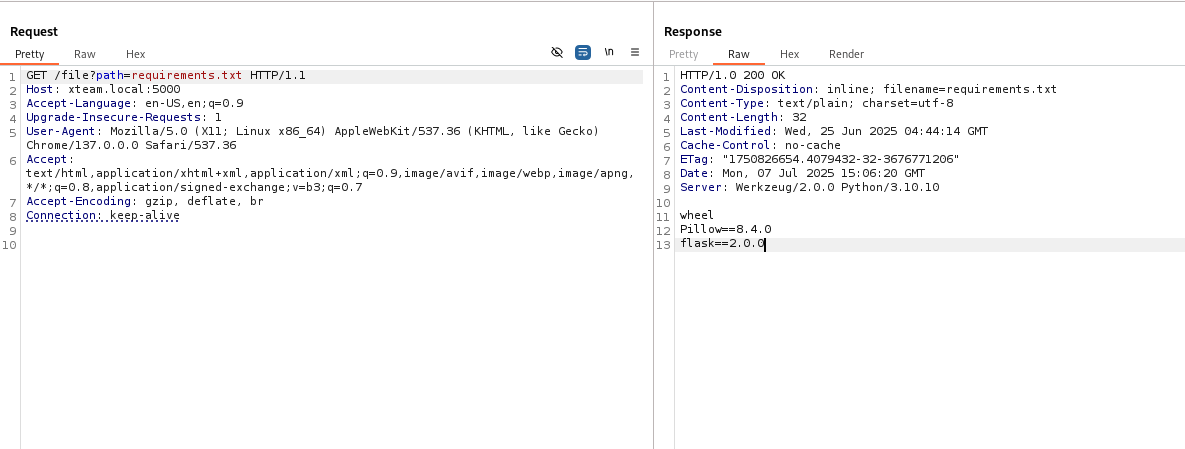 Request
Pretty Raw Hex
\n
1 GET /file?path=requirements.txt HTTP/1.1
2 Host: xteam.local:5000
3 Accept-Language: en-US,en;q=0.9
4 Upgrade-Insecure-Requests: 1
5 User-Agent: Mozilla/5.0 (X11; Linux x86_64) AppleWebKit/537.36 (KHTML, like Gecko)
Chrome/137.0.0.0 Safari/537.36
6 Accept:
text/html,application/xhtml+xml,application/xml;q=0.9,image/avif,image/webp,image/apng,
*/*;q=0.8,application/signed-exchange;v=b3;q=0.7
7 Accept-Encoding: gzip, deflate, br
8 Connection: keep-alive
9
10
Response
Pretty Raw Hex Render
1 HTTP/1.0 200 OK
2 Content-Disposition: inline; filename=requirements.txt
3 Content-Type: text/plain; charset=utf-8
4 Content-Length: 32
5 Last-Modified: Wed, 25 Jun 2025 04:44:14 GMT
6 Cache-Control: no-cache
7 ETag: "1750826654.4079432-32-3676771206"
8 Date: Mon, 07 Jul 2025 15:06:20 GMT
9 Server: Werkzeug/2.0.0 Python/3.10.10
10
11 wheel
12 Pillow==8.4.0
13 flask==2.0.0